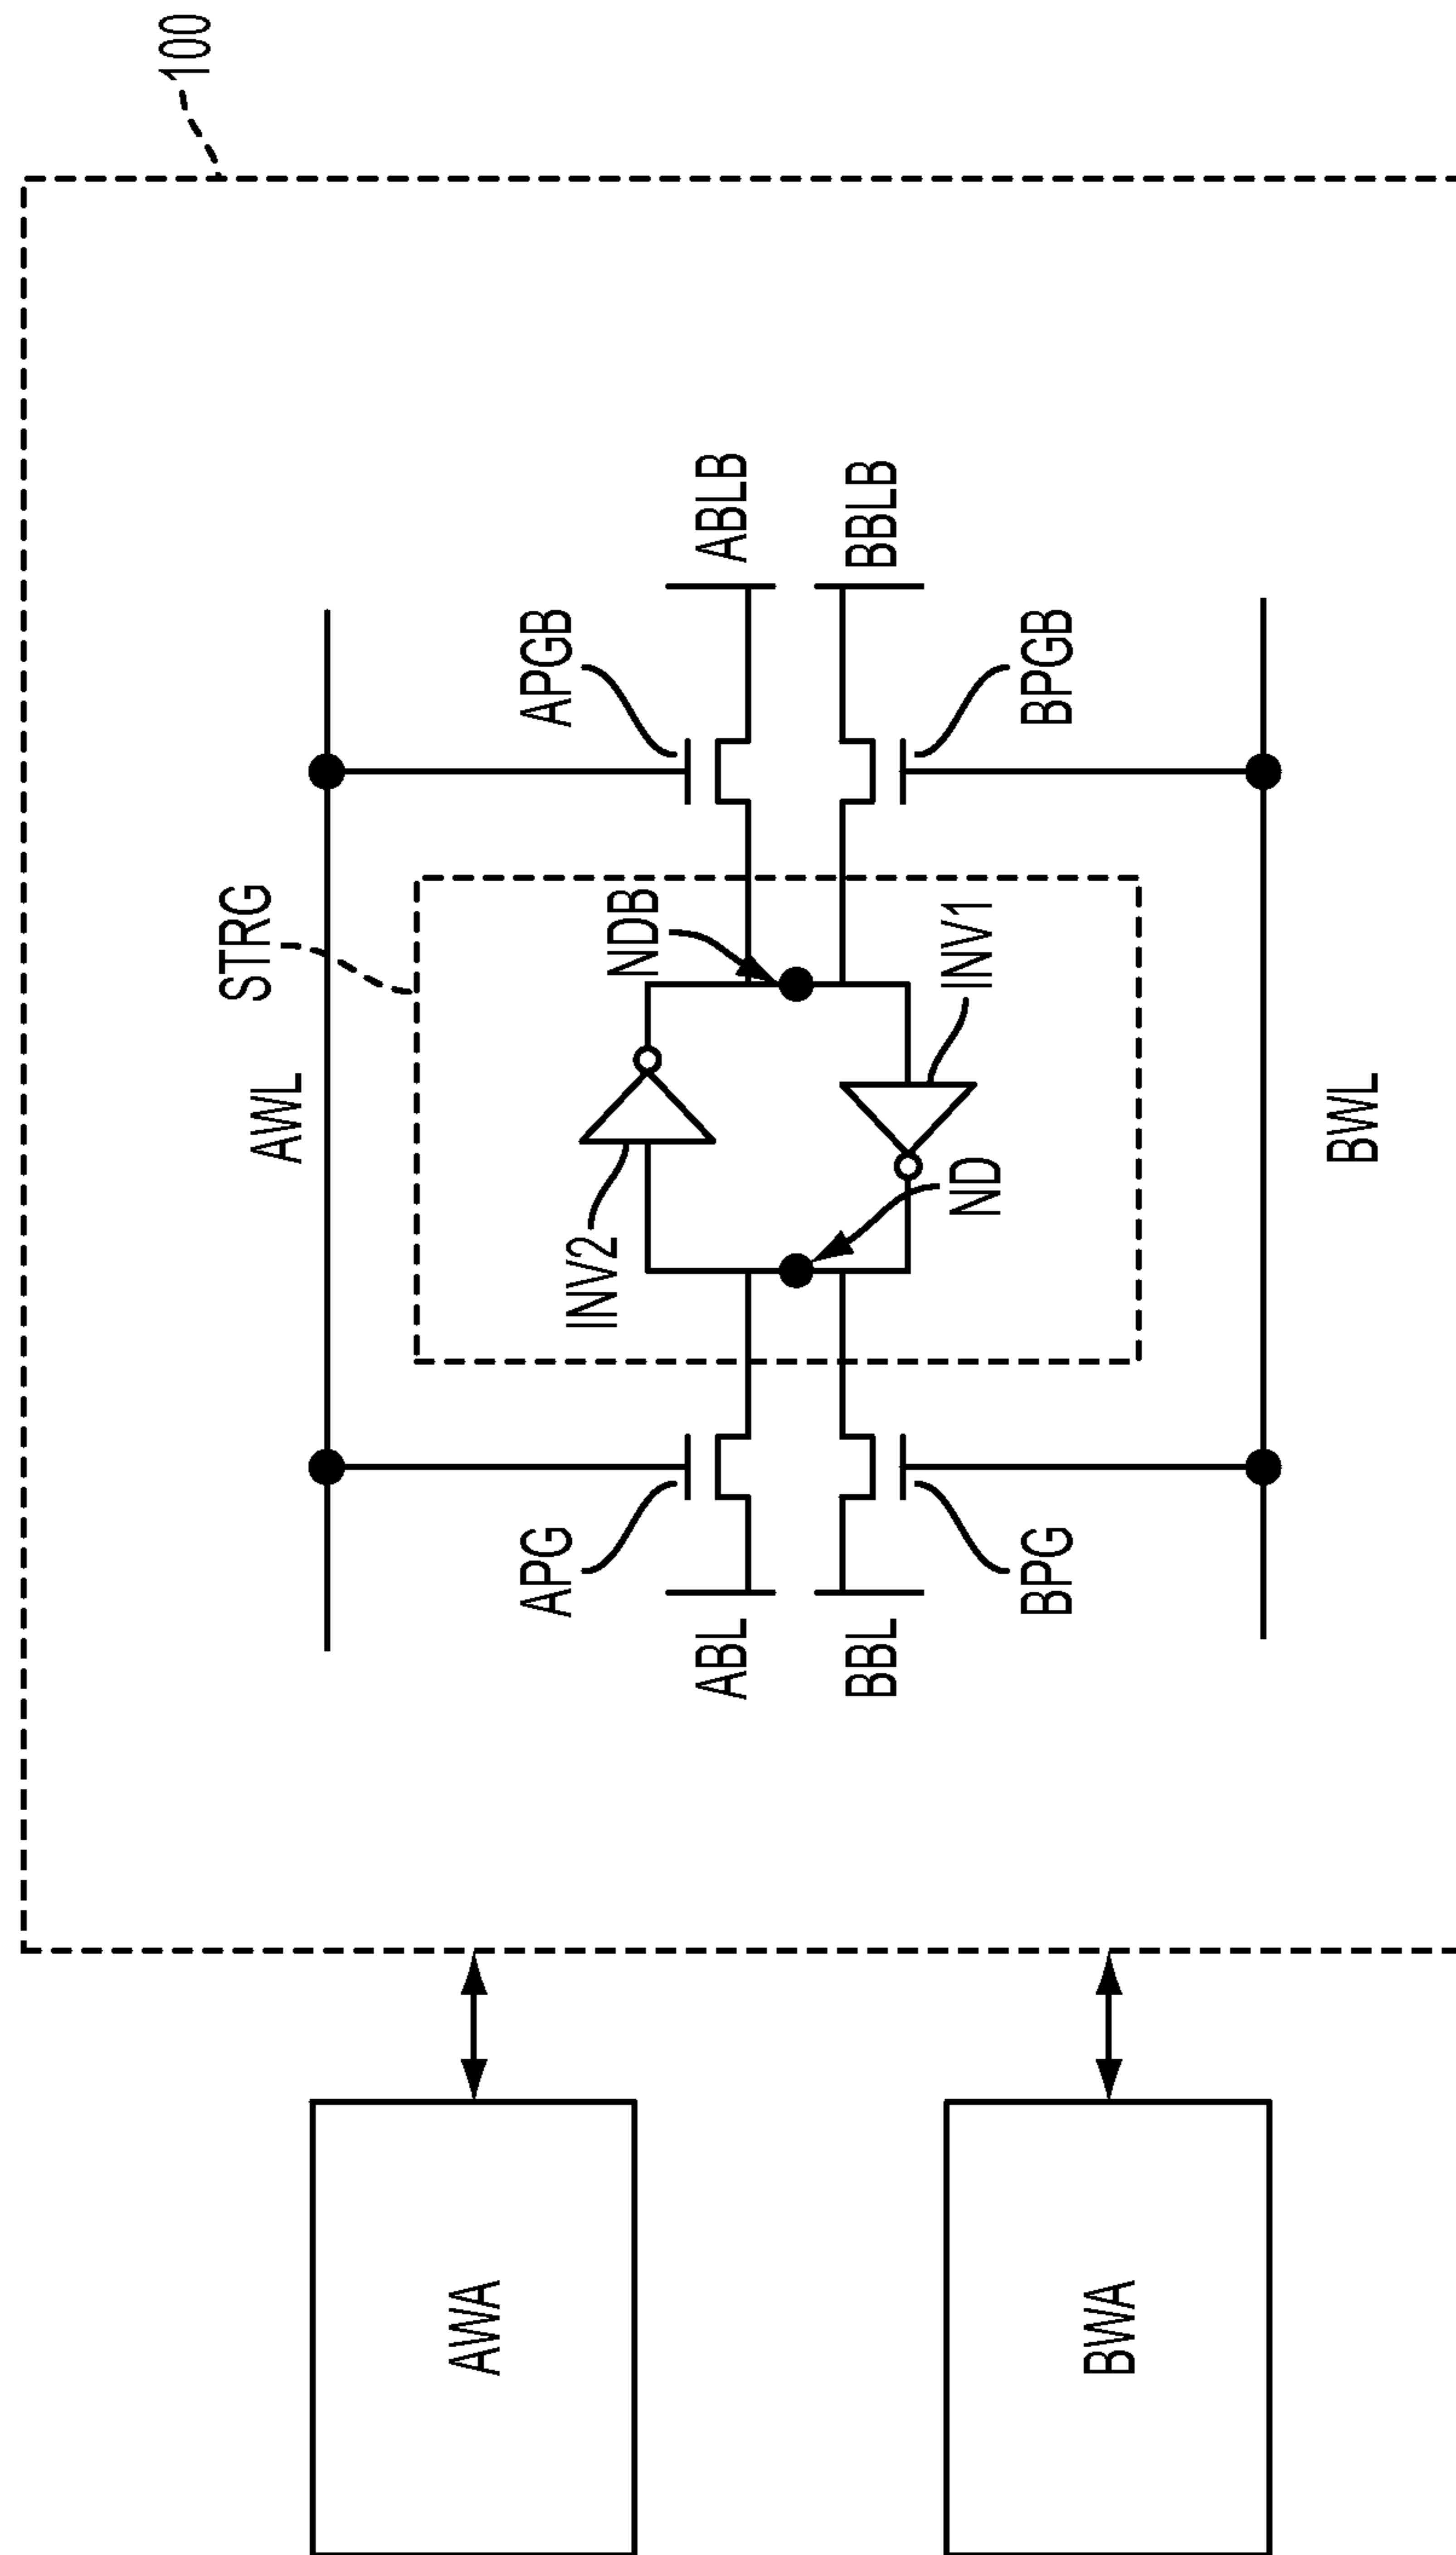 100
STRG
AWL
APG
APGB
ABL
ABLB
INV2
NDB
ND
INV1
BBL
BBLB
BPG
BPGB
BWL
AWA
BWA